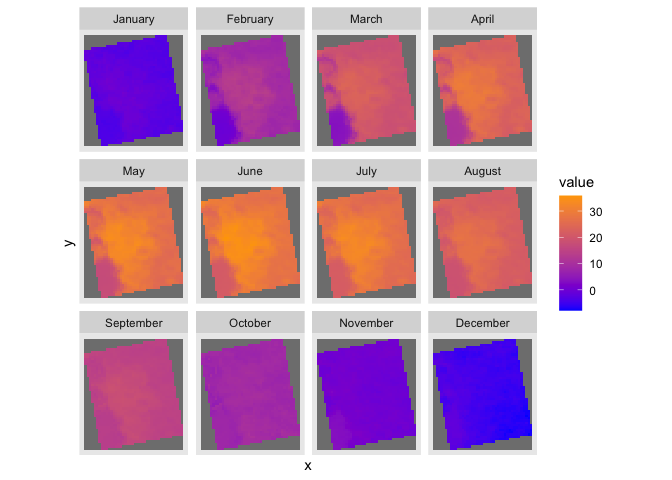 January February March April
May June July August
September October November December
y
x
value
30
20
10
0